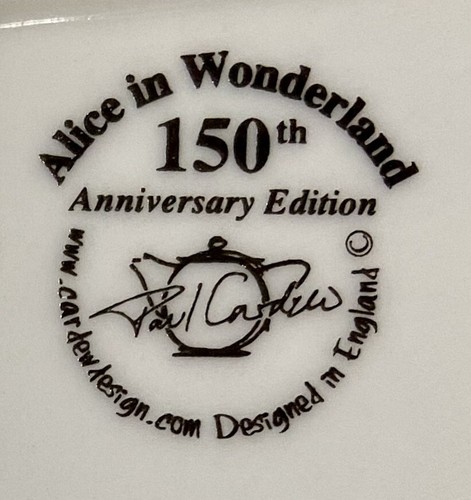 Alice in Wonderland
150th
Anniversary Edition
Paul Cardew
www.cardewdesign.com Designed in England ©